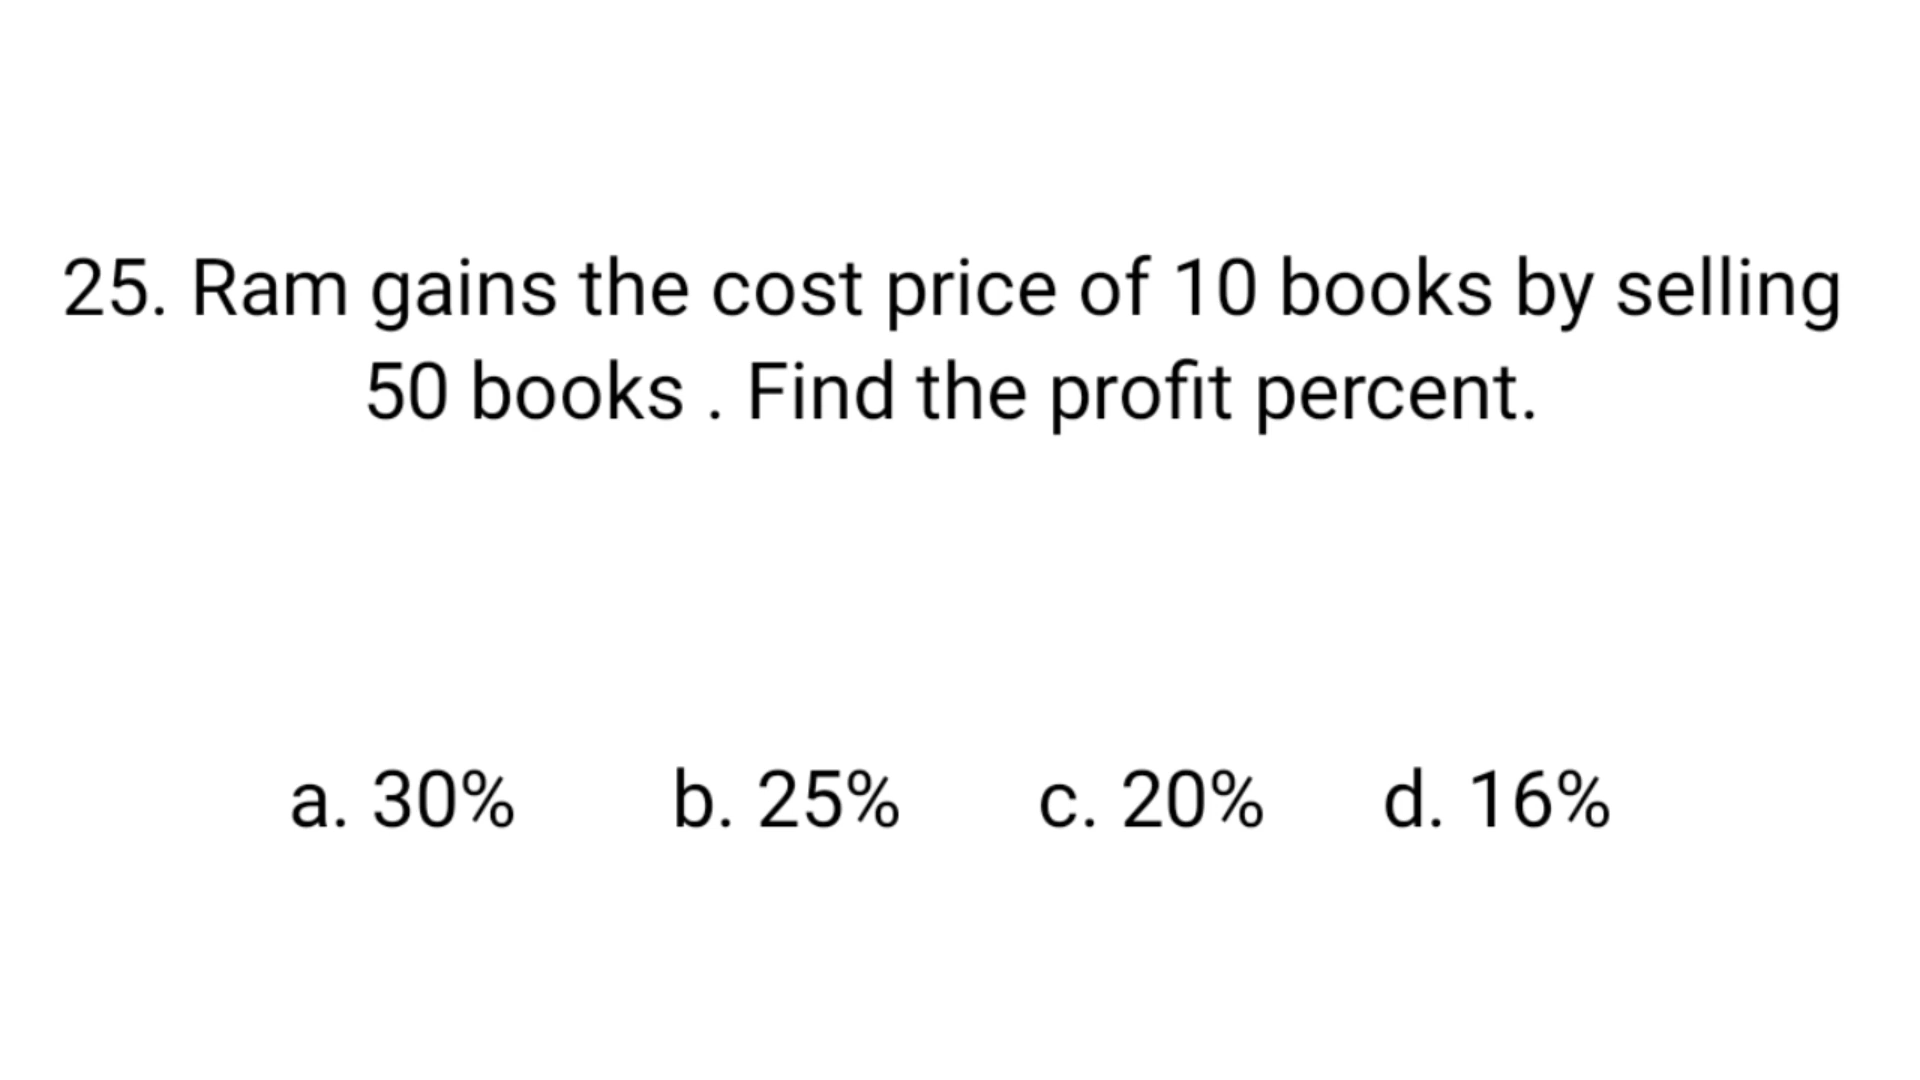 25. Ram gains the cost price of 10 books by selling
50 books . Find the profit percent.
a. 30% b. 25% c. 20% d. 16%